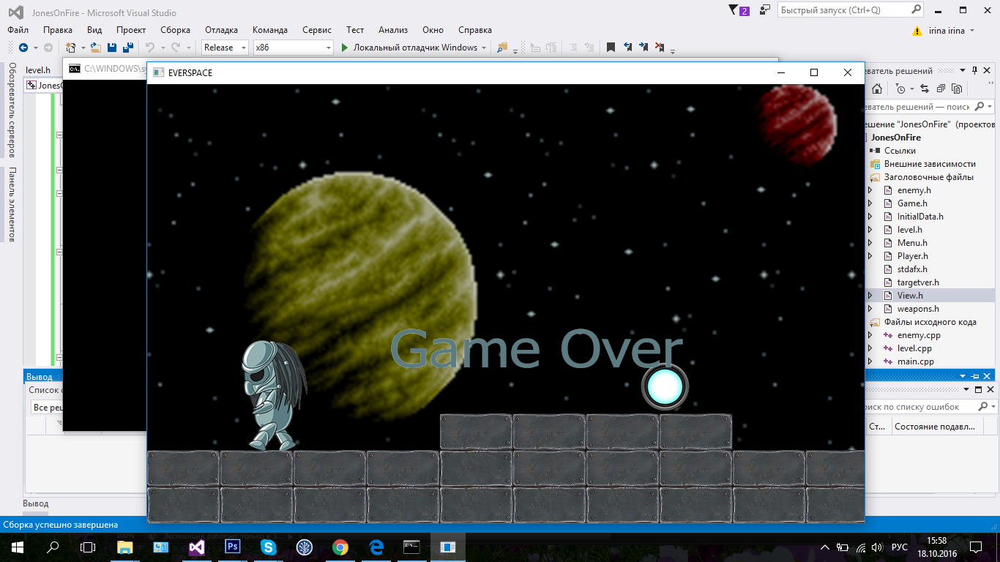 JonesOnFire - Microsoft Visual Studio
2
Быстрый запуск (Ctrl+Q)
Файл Правка Вид Проект Сборка Отладка Команда Сервис Тест Анализ Окно Справка
irina irina
Release x86 Локальный отладчик Windows
Обозреватель серверов
Панель элементов
level.h
C:\WINDOWS\sy
EVERSPACE
Game Over
еватель решений
еватель решений — поиск
ешение "JonesOnFire" (проектов
JonesOnFire
Ссылки
Внешние зависимости
Заголовочные файлы
enemy.h
Game.h
InitialData.h
level.h
Menu.h
Player.h
stdafx.h
targetver.h
View.h
weapons.h
Файлы исходного кода
enemy.cpp
level.cpp
main.cpp
Вывод
Список
Все реш
оиск по списку ошибок
Ст... Состояние подавл...
Вывод
Сборка успешно завершена
РУС
15:58
18.10.2016